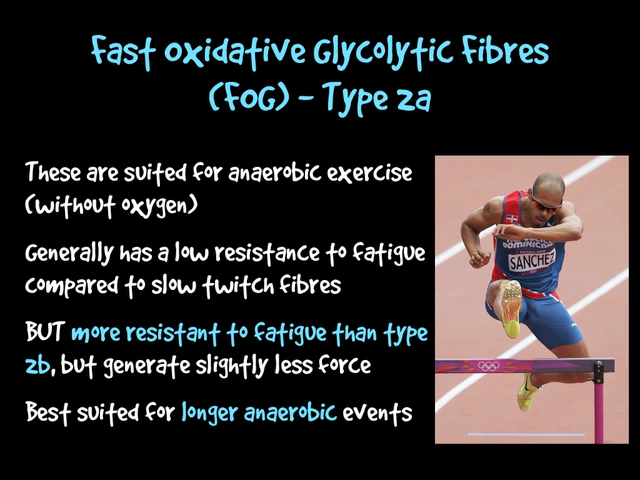 Fast Oxidative Glycolytic Fibres
(FOG) – Type 2a
These are suited for anaerobic exercise
(without oxygen)
Generally has a low resistance to fatigue
compared to slow twitch fibres
BUT more resistant to fatigue than type
2b, but generate slightly less force
Best suited for longer anaerobic events
DOMINICAN
SANCHEZ